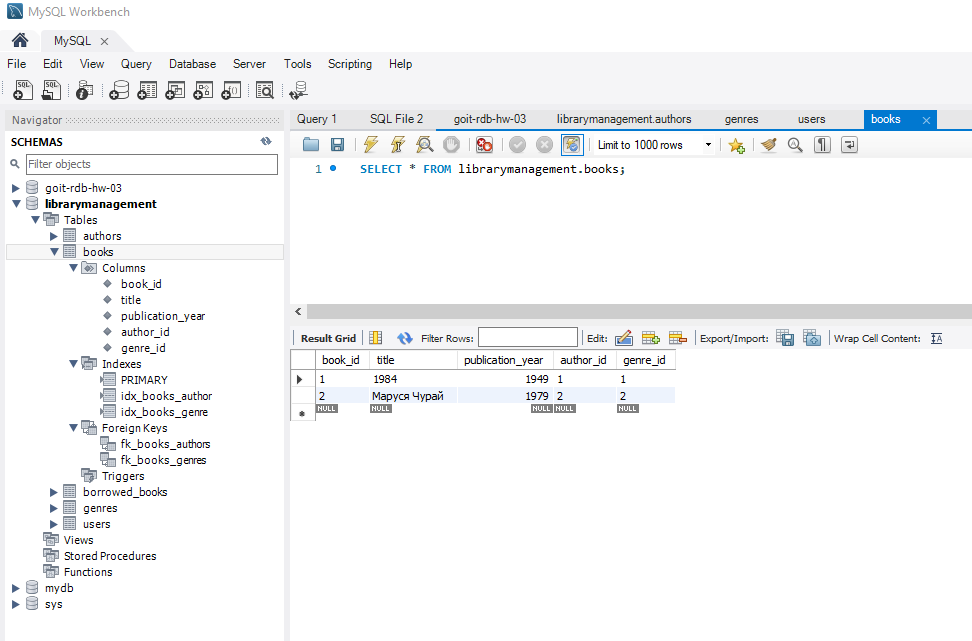 MySQL Workbench
MySQL
File Edit View Query Database Server Tools Scripting Help
Navigator
SCHEMAS
Filter objects
goit-rdb-hw-03
librarymanagement
Tables
authors
books
Columns
book_id
title
publication_year
author_id
genre_id
Indexes
PRIMARY
idx_books_author
idx_books_genre
Foreign Keys
fk_books_authors
fk_books_genres
Triggers
borrowed_books
genres
users
Views
Stored Procedures
Functions
mydb
sys
Query 1 SQL File 2 goit-rdb-hw-03 librarymanagement.authors genres users books
Limit to 1000 rows
1 SELECT * FROM librarymanagement.books;
Result Grid Filter Rows: Edit: Export/Import: Wrap Cell Content:
book_id title publication_year author_id genre_id
1 1984 1949 1 1
2 Маруся Чурай 1979 2 2
NULL NULL NULL NULL NULL